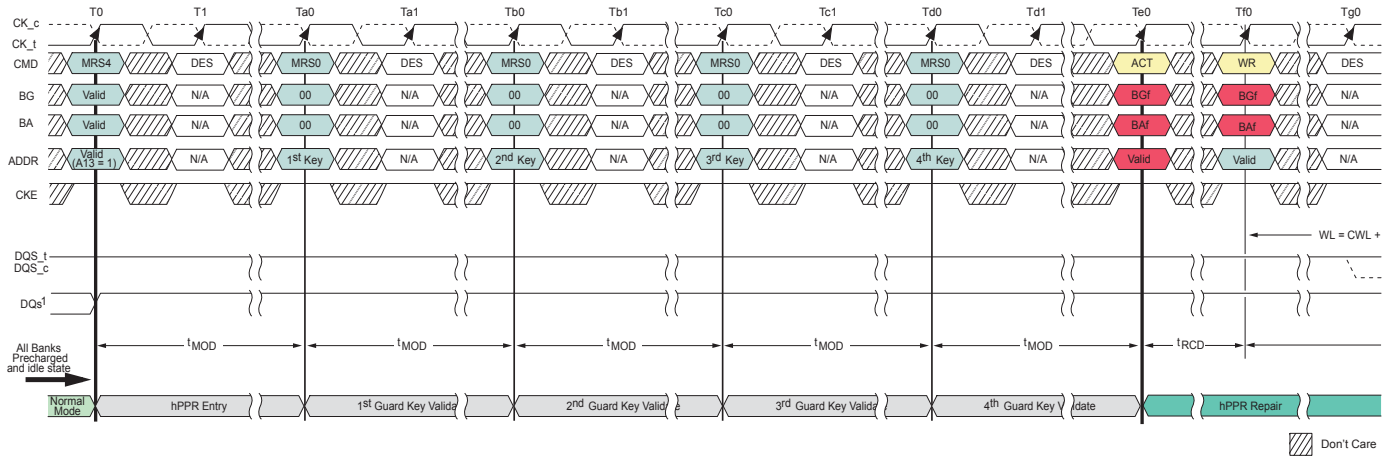 T0 T1 Ta0 Ta1 Tb0 Tb1 Tc0 Tc1 Td0 Td1 Te0 Tf0 Tg0
CK_c
CK_t
CMD MRS4 DES MRS0 DES MRS0 DES MRS0 DES MRS0 DES ACT WR DES
BG Valid N/A 00 N/A 00 N/A 00 N/A 00 N/A BGf BGf N/A
BA Valid N/A 00 N/A 00 N/A 00 N/A 00 N/A BAf BAf N/A
ADDR Valid (A13 = 1) N/A 1st Key N/A 2nd Key N/A 3rd Key N/A 4th Key N/A Valid Valid N/A
CKE
WL = CWL +
DQS_t
DQS_c
DQs1
tMOD tMOD tMOD tMOD tMOD tRCD
All Banks
Precharged
and idle state
Normal Mode hPPR Entry 1st Guard Key Valida 2nd Guard Key Valid e 3rd Guard Key Valida 4th Guard Key V idate hPPR Repair
Don't Care